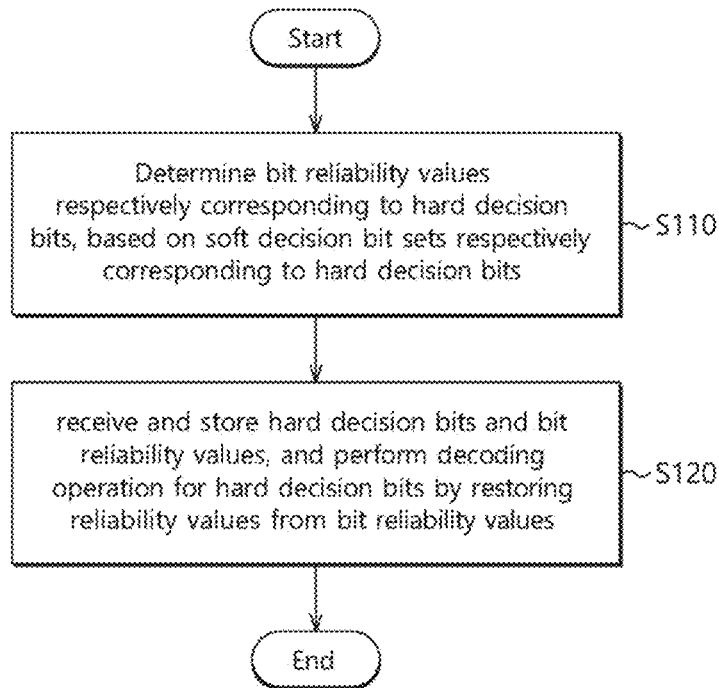 Start
Determine bit reliability values
respectively corresponding to hard decision
bits, based on soft decision bit sets respectively
corresponding to hard decision bits
S110
receive and store hard decision bits and bit
reliability values, and perform decoding
operation for hard decision bits by restoring
reliability values from bit reliability values
S120
End